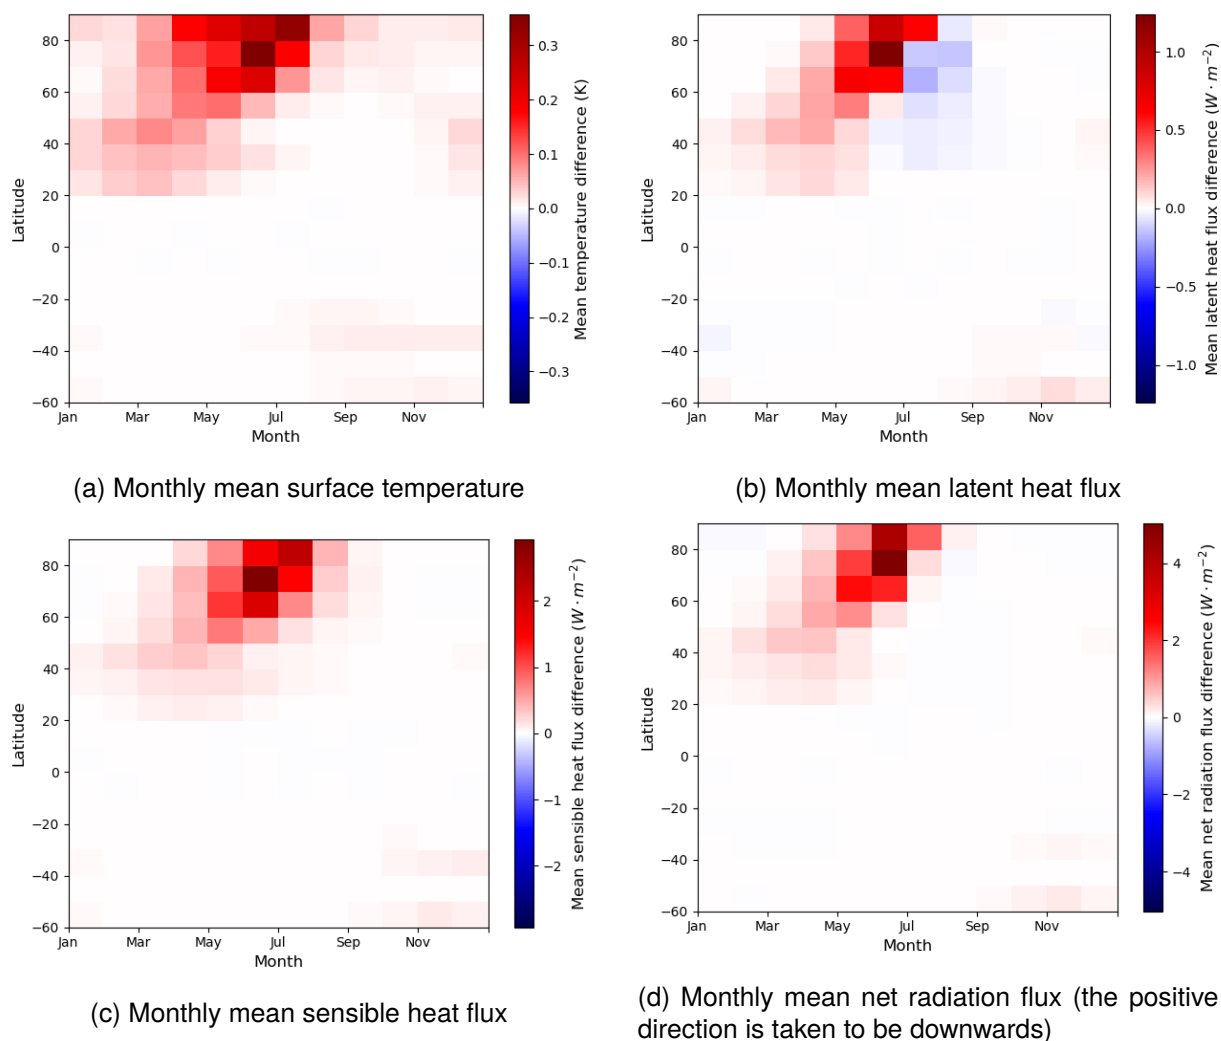 80
60
40
20
0
−20
−40
−60
Latitude
Jan Mar May Jul Sep Nov
Month
0.3
0.2
0.1
0.0
−0.1
−0.2
−0.3
Mean temperature difference (K)
(a) Monthly mean surface temperature
80
60
40
20
0
−20
−40
−60
Latitude
Jan Mar May Jul Sep Nov
Month
1.0
0.5
0.0
−0.5
−1.0
Mean latent heat flux difference (W · m⁻²)
(b) Monthly mean latent heat flux
80
60
40
20
0
−20
−40
−60
Latitude
Jan Mar May Jul Sep Nov
Month
2
1
0
−1
−2
Mean sensible heat flux difference (W · m⁻²)
(c) Monthly mean sensible heat flux
80
60
40
20
0
−20
−40
−60
Latitude
Jan Mar May Jul Sep Nov
Month
4
2
0
−2
−4
Mean net radiation flux difference (W · m⁻²)
(d) Monthly mean net radiation flux (the positive
direction is taken to be downwards)